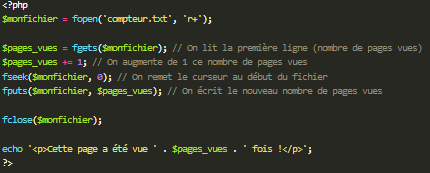 <?php
$monfichier = fopen('compteur.txt', 'r+');
$pages_vues = fgets($monfichier); // On lit la première ligne (nombre de pages vues)
$pages_vues += 1; // On augmente de 1 ce nombre de pages vues
fseek($monfichier, 0); // On remet le curseur au début du fichier
fputs($monfichier, $pages_vues); // On écrit le nouveau nombre de pages vues
fclose($monfichier);
echo '<p>Cette page a été vue ' . $pages_vues . ' fois !</p>';
?>